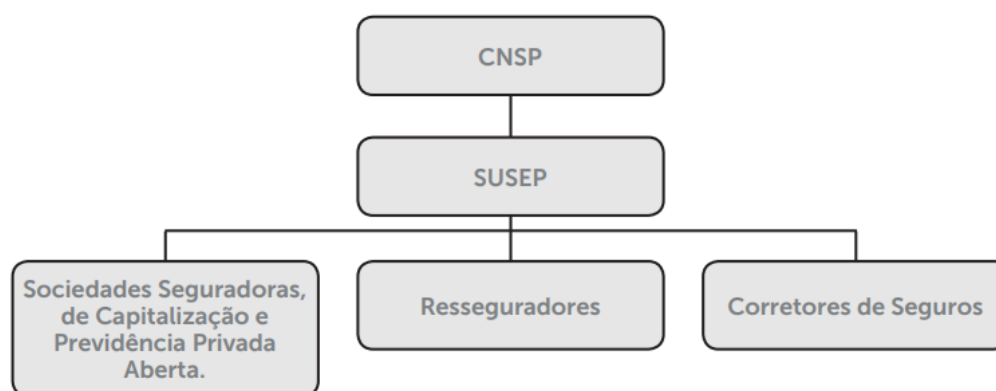 CNSP
SUSEP
Sociedades Seguradoras,
de Capitalização e
Previdência Privada
Aberta.
Resseguradores
Corretores de Seguros